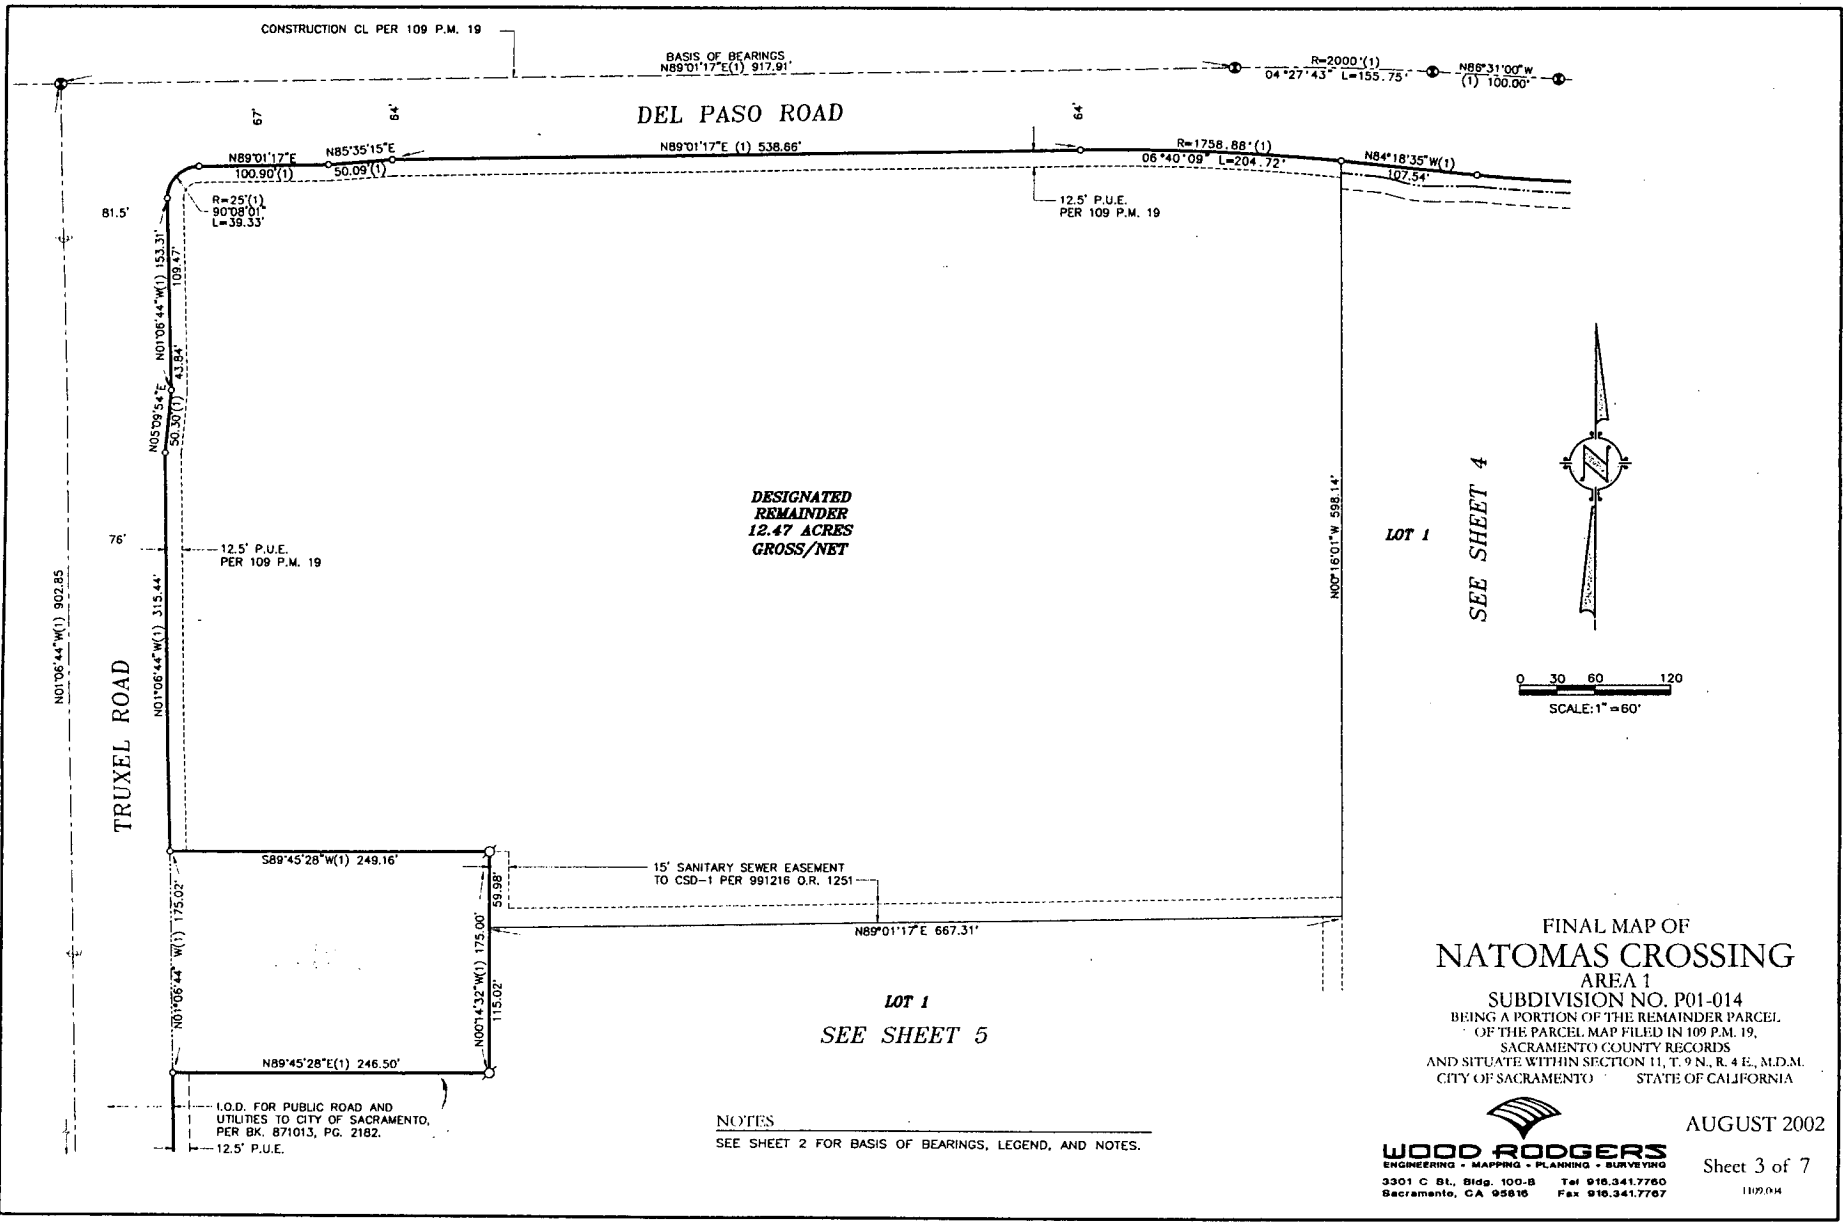 CONSTRUCTION CL PER 109 P.M. 19
BASIS OF BEARINGS
N89°01'17"E(1) 917.91'
R=2000'(1)
04°27'43" L=155.75'
N86°31'00"W
(1) 100.00'
67'
64'
DEL PASO ROAD
64'
N89°01'17"E
100.90'(1)
N85°35'15"E
50.09'(1)
N89°01'17"E (1) 538.66'
R=1758.88'(1)
06°40'09" L=204.72'
N84°18'35"W(1)
107.54'
81.5'
R=25'(1)
90°08'01"
L=39.33'
12.5' P.U.E.
PER 109 P.M. 19
N01°06'44"W(1) 153.31'
109.47'
43.84'
N05°09'54"E
50.30'(1)
DESIGNATED
REMAINDER
12.47 ACRES
GROSS/NET
N00°16'01"W 598.14'
LOT 1
SEE SHEET 4
N
76'
12.5' P.U.E.
PER 109 P.M. 19
N01°06'44"W(1) 902.85
N01°06'44"W(1) 315.44'
TRUXEL ROAD
0 30 60 120
SCALE: 1"=60'
S89°45'28"W(1) 249.16'
15' SANITARY SEWER EASEMENT
TO CSD-1 PER 991216 O.R. 1251
59.98'
N01°06'44" W(1) 175.02'
N00°14'32"W(1) 175.00'
115.02'
N89°01'17"E 667.31'
LOT 1
SEE SHEET 5
N89°45'28"E(1) 246.50'
I.O.D. FOR PUBLIC ROAD AND
UTILITIES TO CITY OF SACRAMENTO,
PER BK. 871013, PG. 2182.
12.5' P.U.E.
NOTES
SEE SHEET 2 FOR BASIS OF BEARINGS, LEGEND, AND NOTES.
FINAL MAP OF
NATOMAS CROSSING
AREA 1
SUBDIVISION NO. P01-014
BEING A PORTION OF THE REMAINDER PARCEL
OF THE PARCEL MAP FILED IN 109 P.M. 19,
SACRAMENTO COUNTY RECORDS
AND SITUATE WITHIN SECTION 11, T. 9 N., R. 4 E., M.D.M.
CITY OF SACRAMENTO STATE OF CALIFORNIA
WOOD RODGERS
ENGINEERING • MAPPING • PLANNING • SURVEYING
3301 C St., Bldg. 100-B Tel 916.341.7760
Sacramento, CA 95816 Fax 916.341.7767
AUGUST 2002
Sheet 3 of 7
1109.014